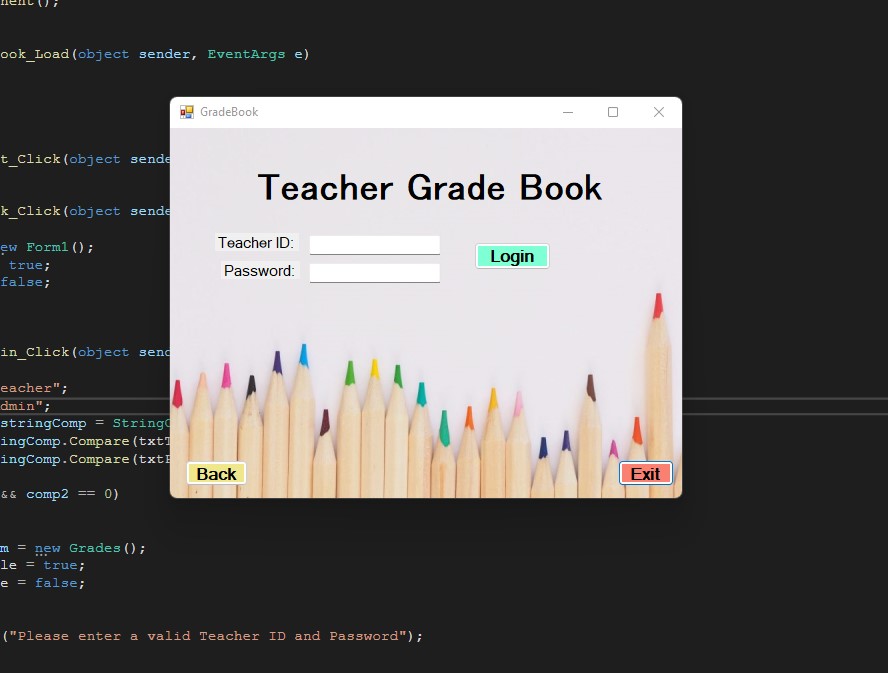 nent();
ook_Load(object sender, EventArgs e)
GradeBook
t_Click(object sende
Teacher Grade Book
k_Click(object sende
Teacher ID:
ew Form1();
Login
true;
Password:
false;
in_Click(object send
eacher";
dmin";
stringComp = StringC
ingComp.Compare(txtT
ingComp.Compare(txtP
Back
Exit
&& comp2 == 0)
m = new Grades();
le = true;
e = false;
("Please enter a valid Teacher ID and Password");